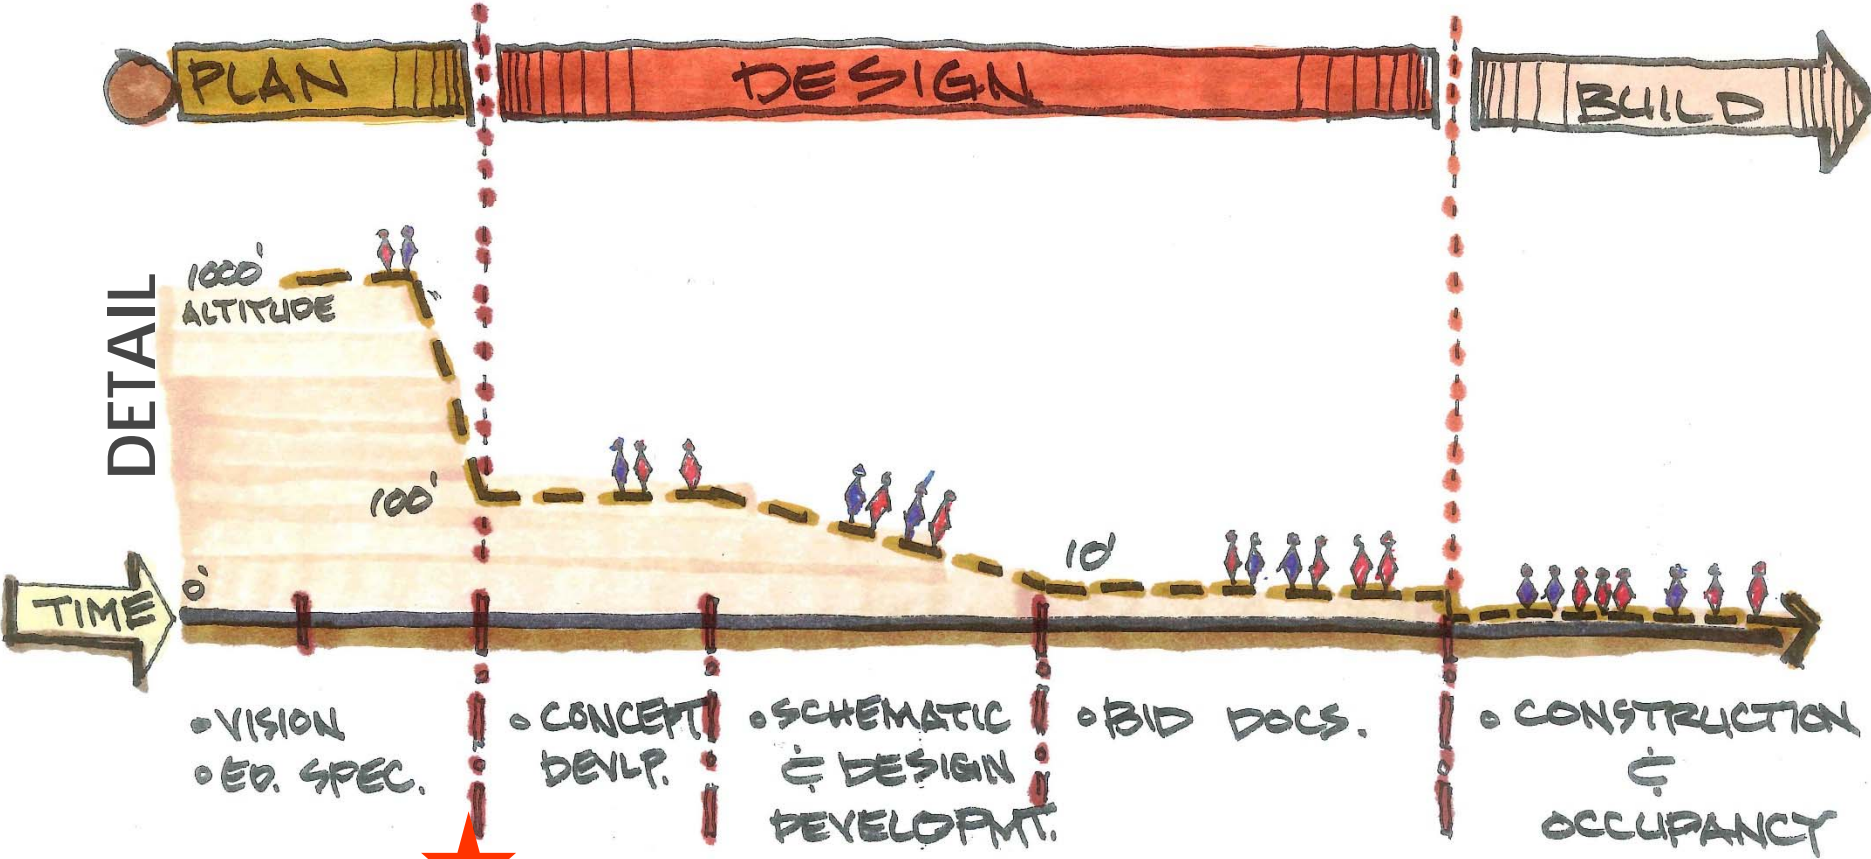 PLAN
DESIGN
BUILD
1000'
ALTITUDE
DETAIL
100'
10'
0'
TIME
• VISION
• ED. SPEC.
• CONCEPT
DEVLP.
• SCHEMATIC
& DESIGN
DEVELOPMT.
• BID DOCS.
• CONSTRUCTION
&
OCCUPANCY